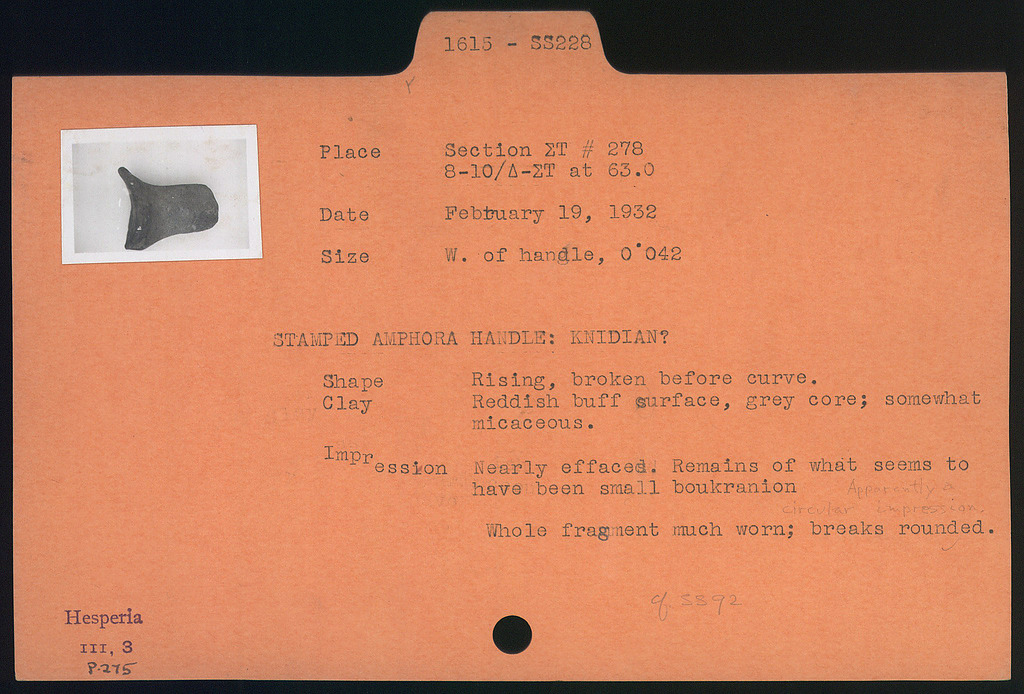 1615 - SS228
Place Section ΣT # 278
8-10/Δ-ΣT at 63.0
Date February 19, 1932
Size W. of handle, 0.042
STAMPED AMPHORA HANDLE: KNIDIAN?
Shape Rising, broken before curve.
Clay Reddish buff surface, grey core; somewhat
micaceous.
Impression Nearly effaced. Remains of what seems to
have been small boukranion Apparently a
circular impression.
Whole fragment much worn; breaks rounded.
cf. SS92
Hesperia
III, 3
P.275